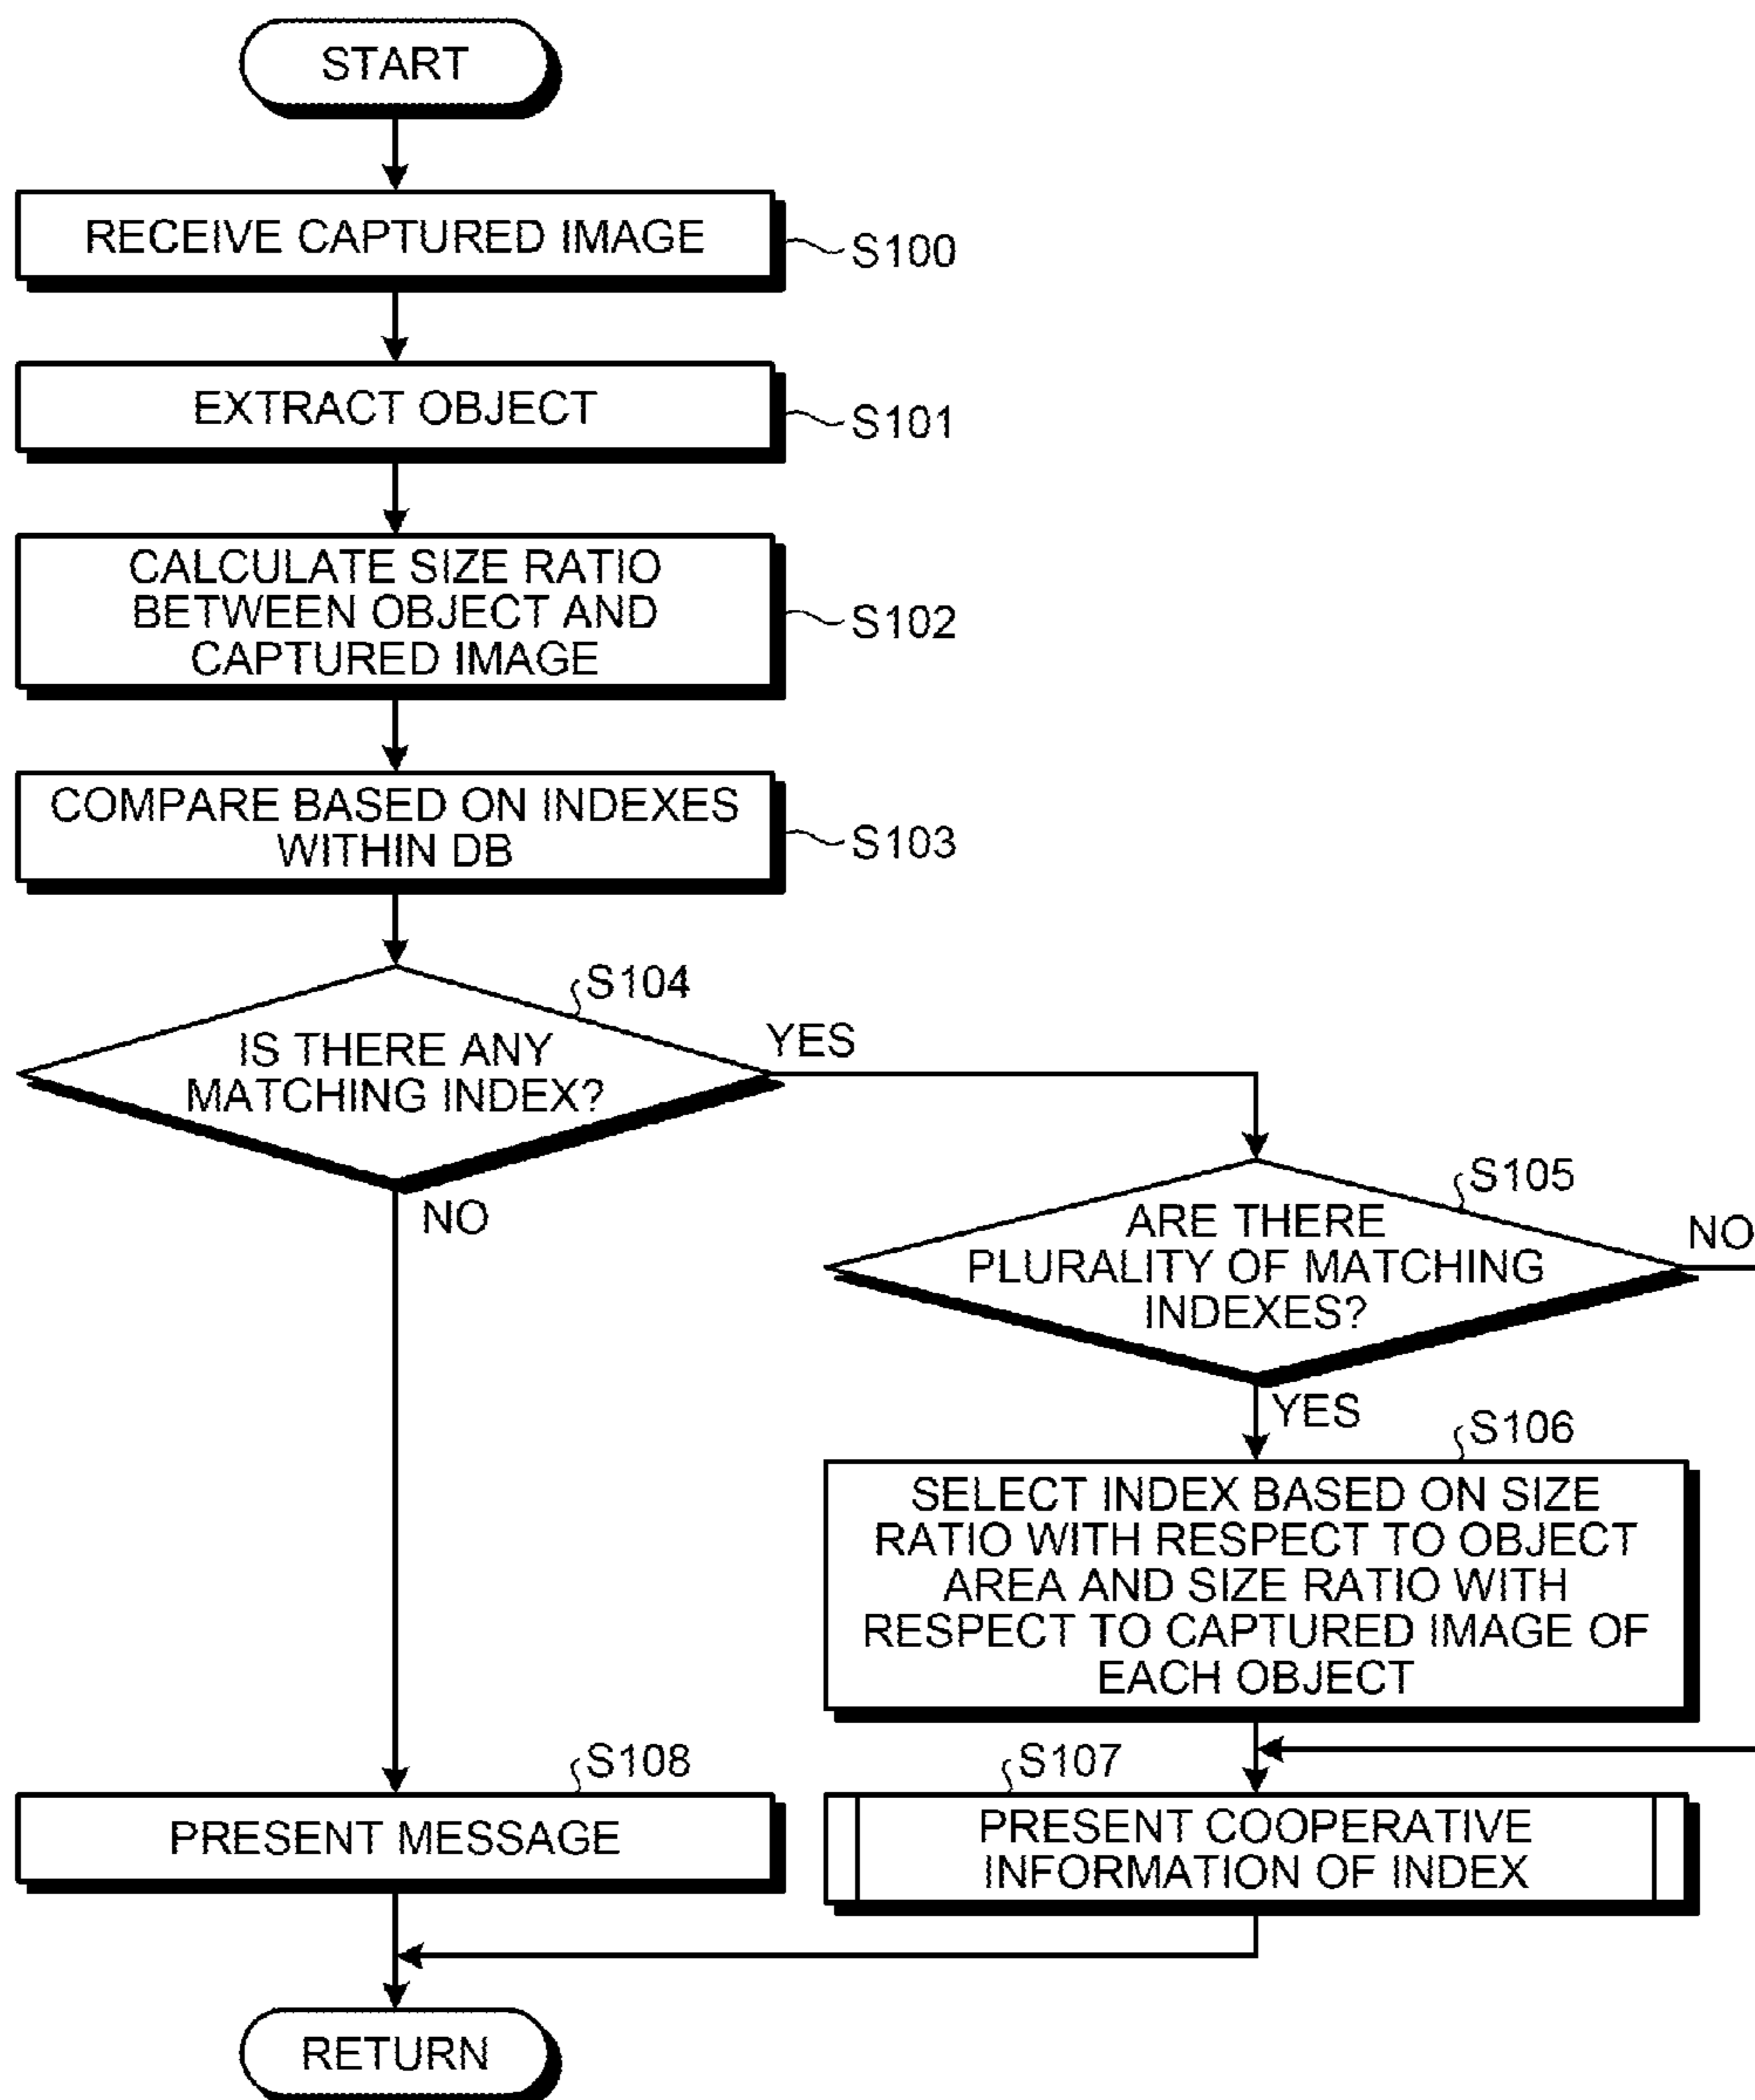 START
RECEIVE CAPTURED IMAGE
S100
EXTRACT OBJECT
S101
CALCULATE SIZE RATIO
BETWEEN OBJECT AND
CAPTURED IMAGE
S102
COMPARE BASED ON INDEXES
WITHIN DB
S103
S104
IS THERE ANY
MATCHING INDEX?
YES
NO
S105
ARE THERE
PLURALITY OF MATCHING
INDEXES?
NO
YES
S106
SELECT INDEX BASED ON SIZE
RATIO WITH RESPECT TO OBJECT
AREA AND SIZE RATIO WITH
RESPECT TO CAPTURED IMAGE OF
EACH OBJECT
S108
PRESENT MESSAGE
S107
PRESENT COOPERATIVE
INFORMATION OF INDEX
RETURN